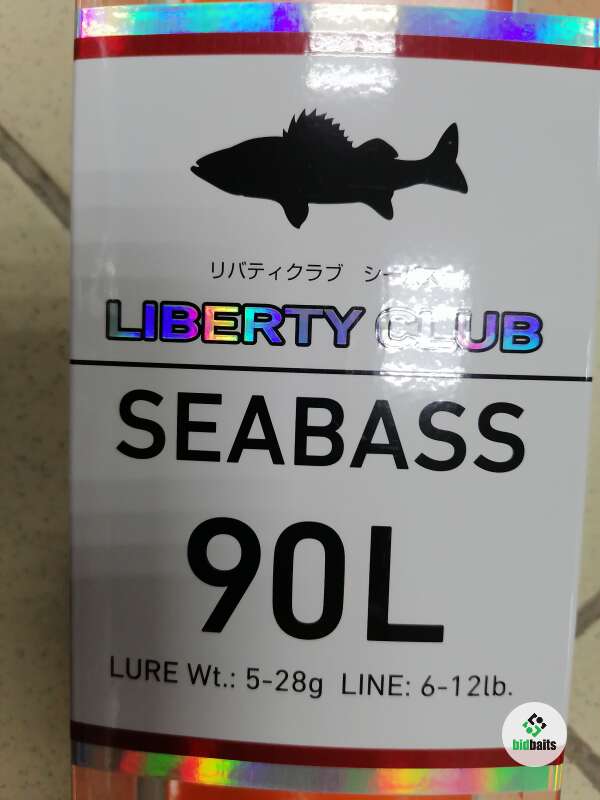 リバティクラブ
LIBERTY CLUB
SEABASS
90L
LURE Wt.: 5-28g LINE: 6-12lb.
bidbaits